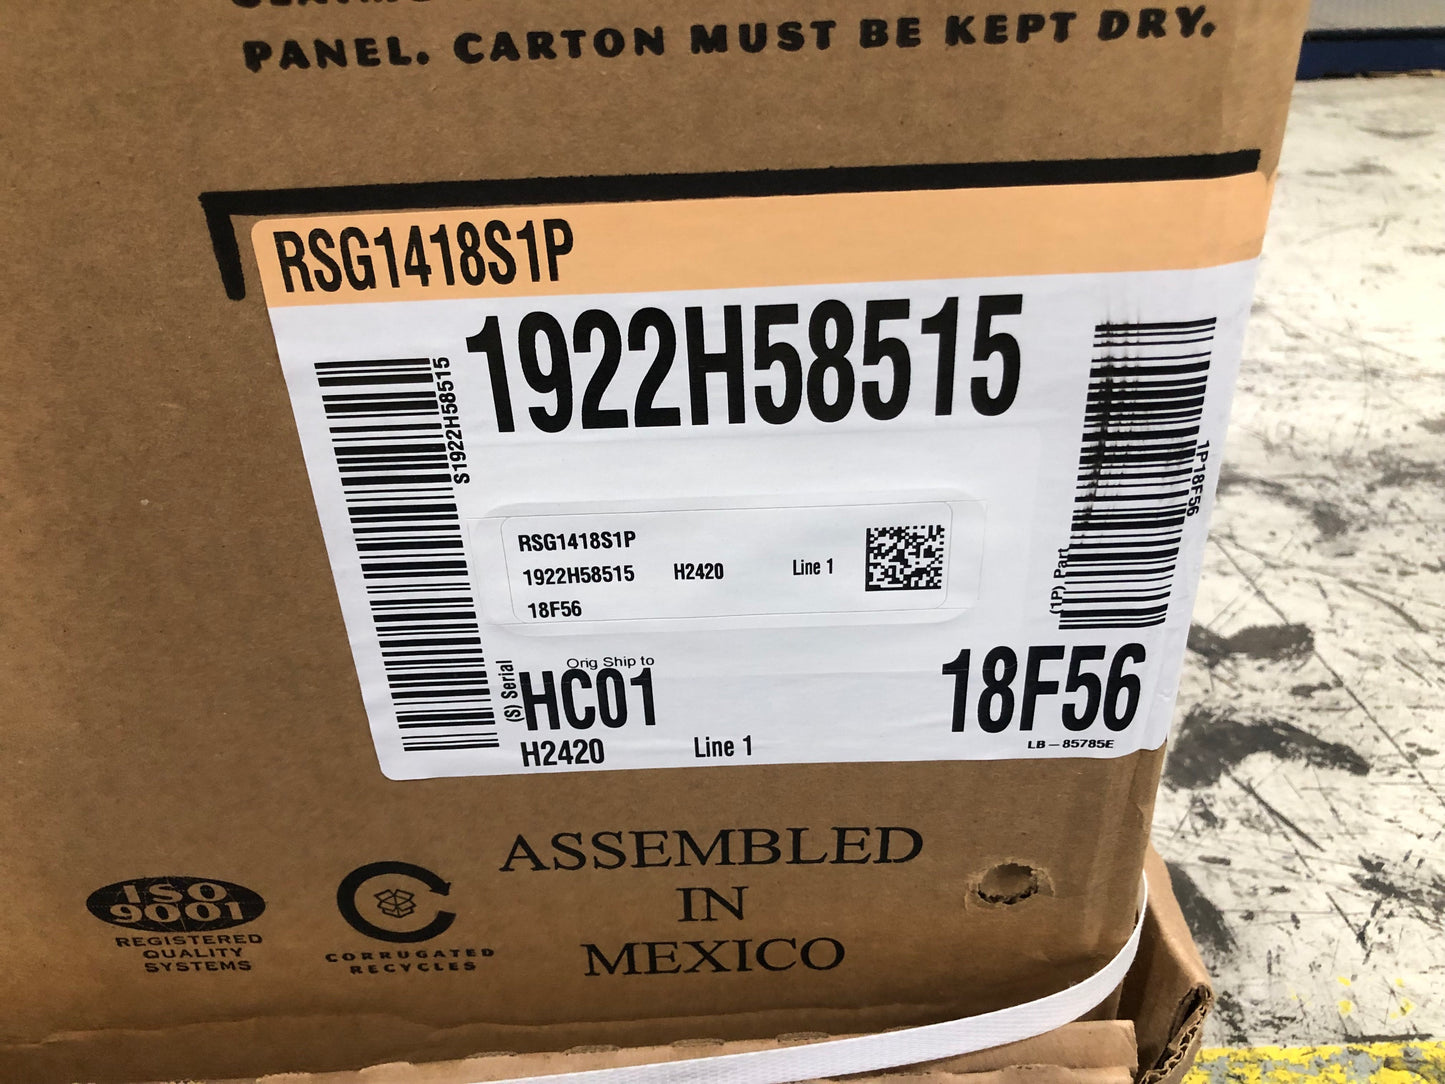 PANEL. CARTON MUST BE KEPT DRY.
RSG1418S1P
1922H58515
S1922H58515
(S) Serial
1P18F56
(1P) Part
RSG1418S1P
1922H58515 H2420 Line 1
18F56
Orig Ship to
HC01
18F56
H2420 Line 1
LB-85785E
ASSEMBLED
IN
MEXICO
ISO
9001
REGISTERED
QUALITY
SYSTEMS
CORRUGATED
RECYCLES